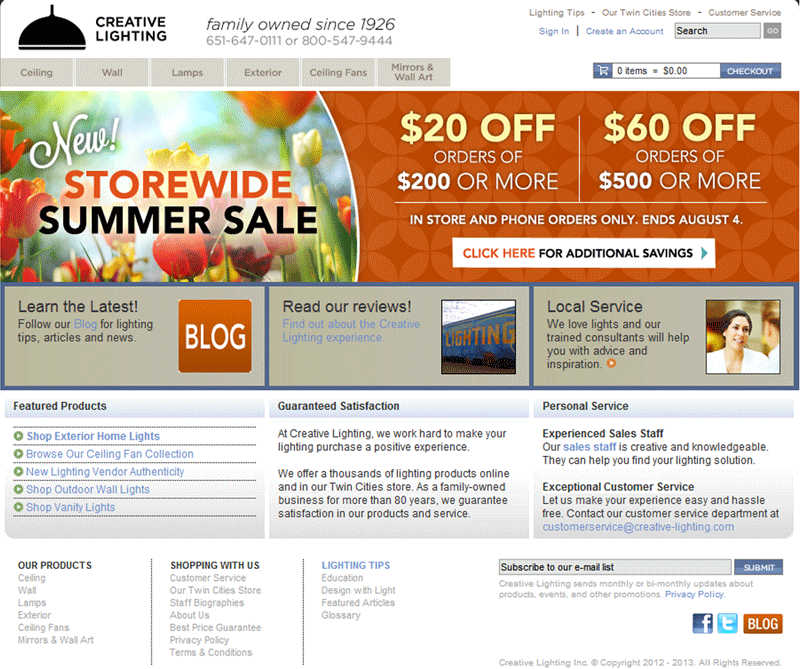 CREATIVE
LIGHTING
family owned since 1926
651-647-0111 or 800-547-9444
Lighting Tips - Our Twin Cities Store - Customer Service
Sign In | Create an Account
Search
GO
Ceiling
Wall
Lamps
Exterior
Ceiling Fans
Mirrors &
Wall Art
0 items = $0.00
CHECKOUT
New!
STOREWIDE
SUMMER SALE
$20 OFF
ORDERS OF
$200 OR MORE
$60 OFF
ORDERS OF
$500 OR MORE
IN STORE AND PHONE ORDERS ONLY. ENDS AUGUST 4.
CLICK HERE FOR ADDITIONAL SAVINGS
Learn the Latest!
Follow our Blog for lighting
tips, articles and news.
BLOG
Read our reviews!
Find out about the Creative
Lighting experience.
LIGHTING
Local Service
We love lights and our
trained consultants will help
you with advice and
inspiration.
Featured Products
Shop Exterior Home Lights
Browse Our Ceiling Fan Collection
New Lighting Vendor Authenticity
Shop Outdoor Wall Lights
Shop Vanity Lights
Guaranteed Satisfaction
At Creative Lighting, we work hard to make your
lighting purchase a positive experience.
We offer a thousands of lighting products online
and in our Twin Cities store. As a family-owned
business for more than 80 years, we guarantee
satisfaction in our products and service.
Personal Service
Experienced Sales Staff
Our sales staff is creative and knowledgeable.
They can help you find your lighting solution.
Exceptional Customer Service
Let us make your experience easy and hassle
free. Contact our customer service department at
customerservice@creative-lighting.com
OUR PRODUCTS
Ceiling
Wall
Lamps
Exterior
Ceiling Fans
Mirrors & Wall Art
SHOPPING WITH US
Customer Service
Our Twin Cities Store
Staff Biographies
About Us
Best Price Guarantee
Privacy Policy
Terms & Conditions
LIGHTING TIPS
Education
Design with Light
Featured Articles
Glossary
Subscribe to our e-mail list
SUBMIT
Creative Lighting sends monthly or bi-monthly updates about
products, events, and other promotions. Privacy Policy.
f
t
BLOG
Creative Lighting Inc. © Copyright 2012 - 2013. All Rights Reserved.